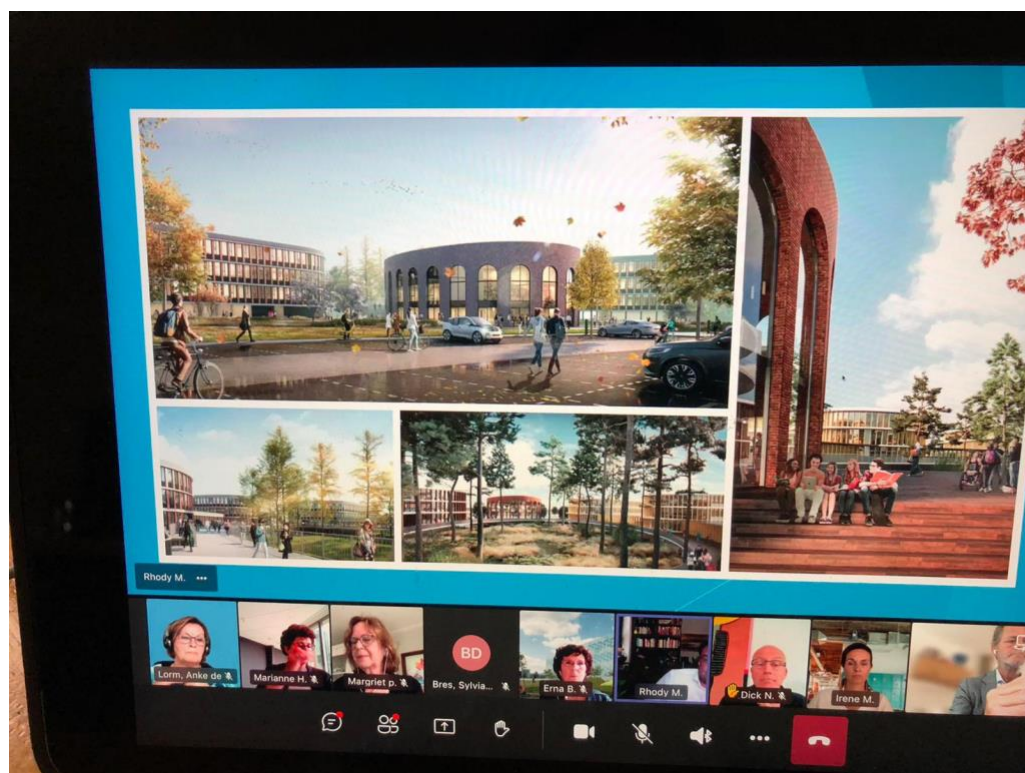 Rhody M.
Lorm, Anke de
Marianne H.
Margriet p.
BD
Bres, Sylvia...
Erna B.
Rhody M.
Dick N.
Irene M.